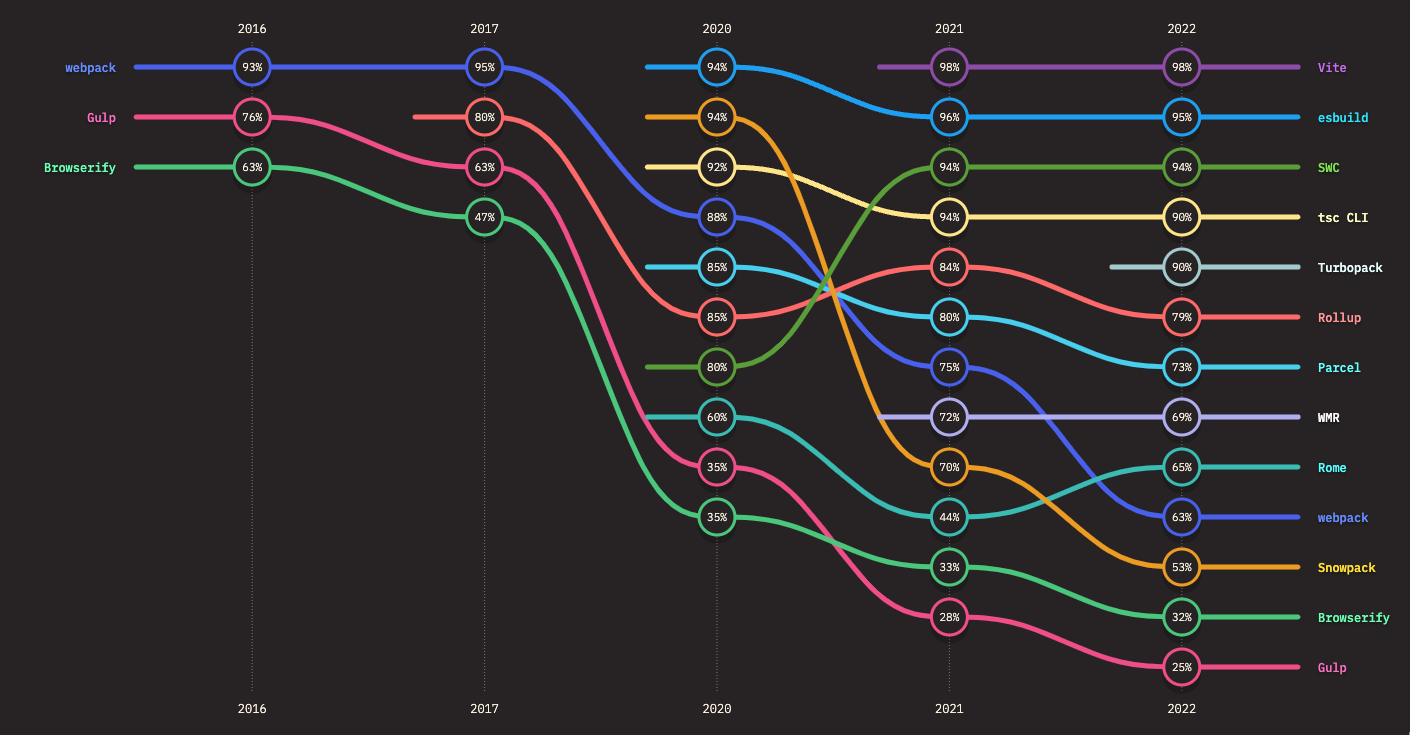 2016 2017 2020 2021 2022
webpack 93% 95% 94% 98% 98% Vite
Gulp 76% 80% 94% 96% 95% esbuild
Browserify 63% 63% 92% 94% 94% SWC
47% 88% 94% 90% tsc CLI
85% 84% 90% Turbopack
85% 80% 79% Rollup
80% 75% 73% Parcel
60% 72% 69% WMR
35% 70% 65% Rome
35% 44% 63% webpack
33% 53% Snowpack
28% 32% Browserify
25% Gulp
2016 2017 2020 2021 2022